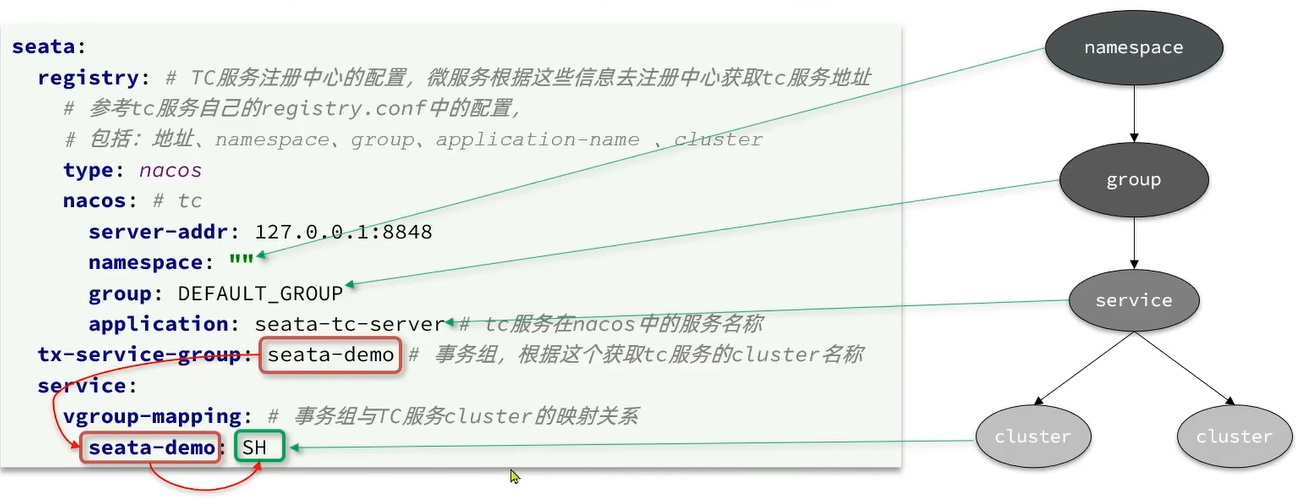 seata:
registry: # TC服务注册中心的配置，微服务根据这些信息去注册中心获取tc服务地址
# 参考tc服务自己的registry.conf中的配置，
# 包括：地址、namespace、group、application-name 、cluster
type: nacos
nacos: # tc
server-addr: 127.0.0.1:8848
namespace: ""
group: DEFAULT_GROUP
application: seata-tc-server # tc服务在nacos中的服务名称
tx-service-group: seata-demo # 事务组，根据这个获取tc服务的cluster名称
service:
vgroup-mapping: # 事务组与TC服务cluster的映射关系
seata-demo: SH
namespace
group
service
cluster
cluster